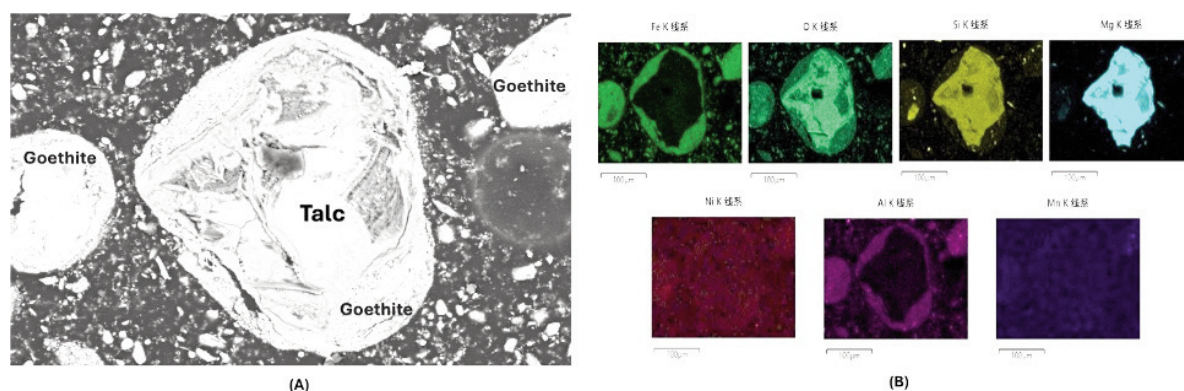 Goethite
Goethite
Talc
Goethite
(A)
Fe K 线系
O K 线系
Si K 线系
Mg K 线系
100μm
100μm
100μm
100μm
Ni K 线系
Al K 线系
Mn K 线系
100μm
100μm
100μm
(B)